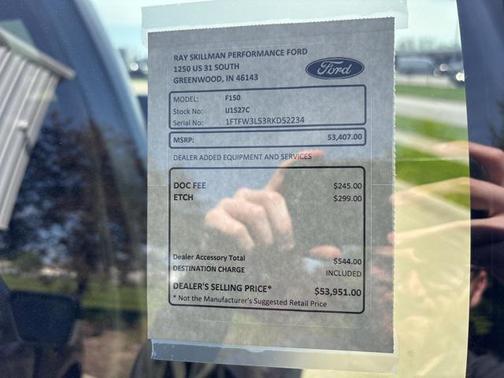 RAY SKILLMAN PERFORMANCE FORD
1250 US 31 SOUTH
GREENWOOD, IN 46143
Ford
MODEL: F150
Stock No: U1527C
Serial No: 1FTFW3L53RKD52234
MSRP: 53,407.00
DEALER ADDED EQUIPMENT AND SERVICES
DOC FEE $245.00
ETCH $299.00
Dealer Accessory Total $544.00
DESTINATION CHARGE INCLUDED
DEALER'S SELLING PRICE* $53,951.00
* Not the Manufacturer's Suggested Retail Price